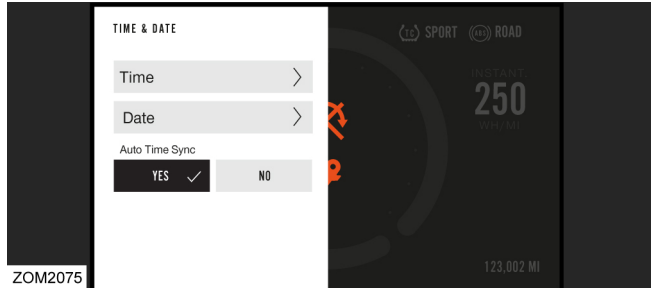 TIME & DATE
Time
Date
Auto Time Sync
YES
NO
TC SPORT
ABS ROAD
INSTANT
250
WH/MI
123,002 MI
ZOM2075